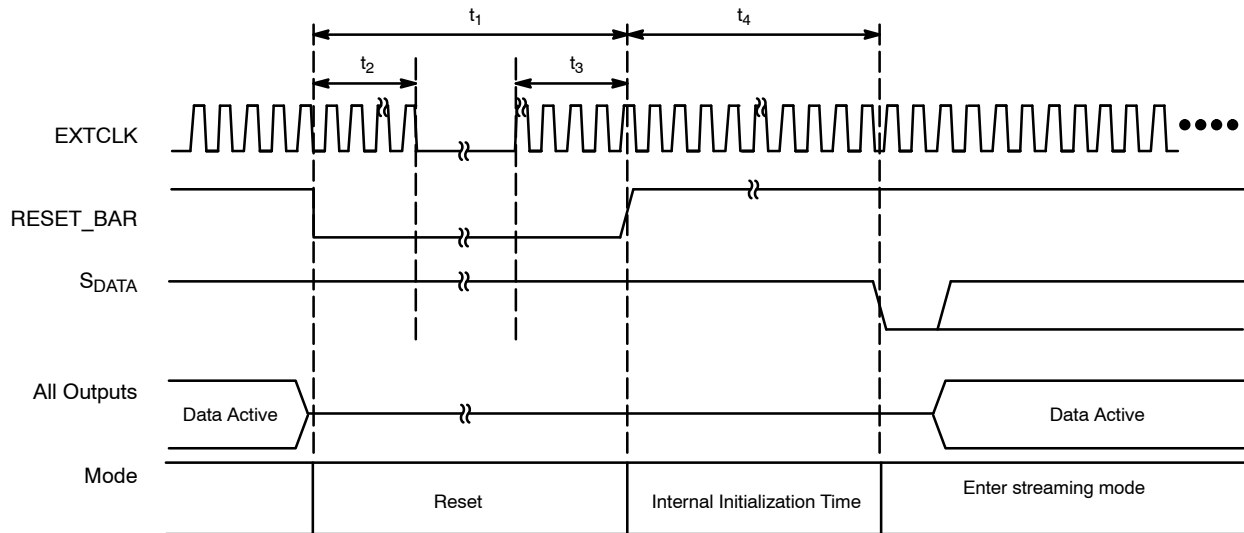 t1
t4
t2
t3
EXTCLK
RESET_BAR
SDATA
All Outputs
Data Active
Data Active
Mode
Reset
Internal Initialization Time
Enter streaming mode